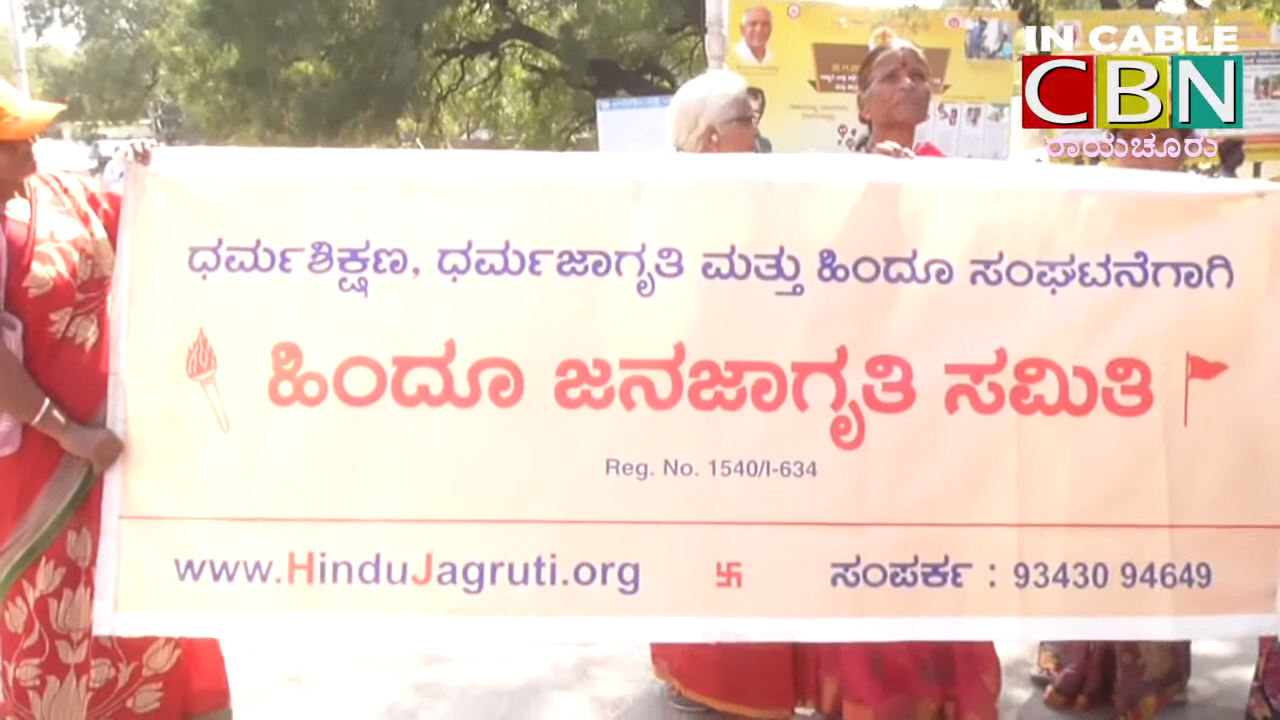 IN CABLE
CBN
ರಾಯಚೂರು
ಧರ್ಮಶಿಕ್ಷಣ, ಧರ್ಮಜಾಗೃತಿ ಮತ್ತು ಹಿಂದೂ ಸಂಘಟನೆಗಾಗಿ
ಹಿಂದೂ ಜನಜಾಗೃತಿ ಸಮಿತಿ
Reg. No. 1540/I-634
www.HinduJagruti.org
ಸಂಪರ್ಕ : 93430 94649